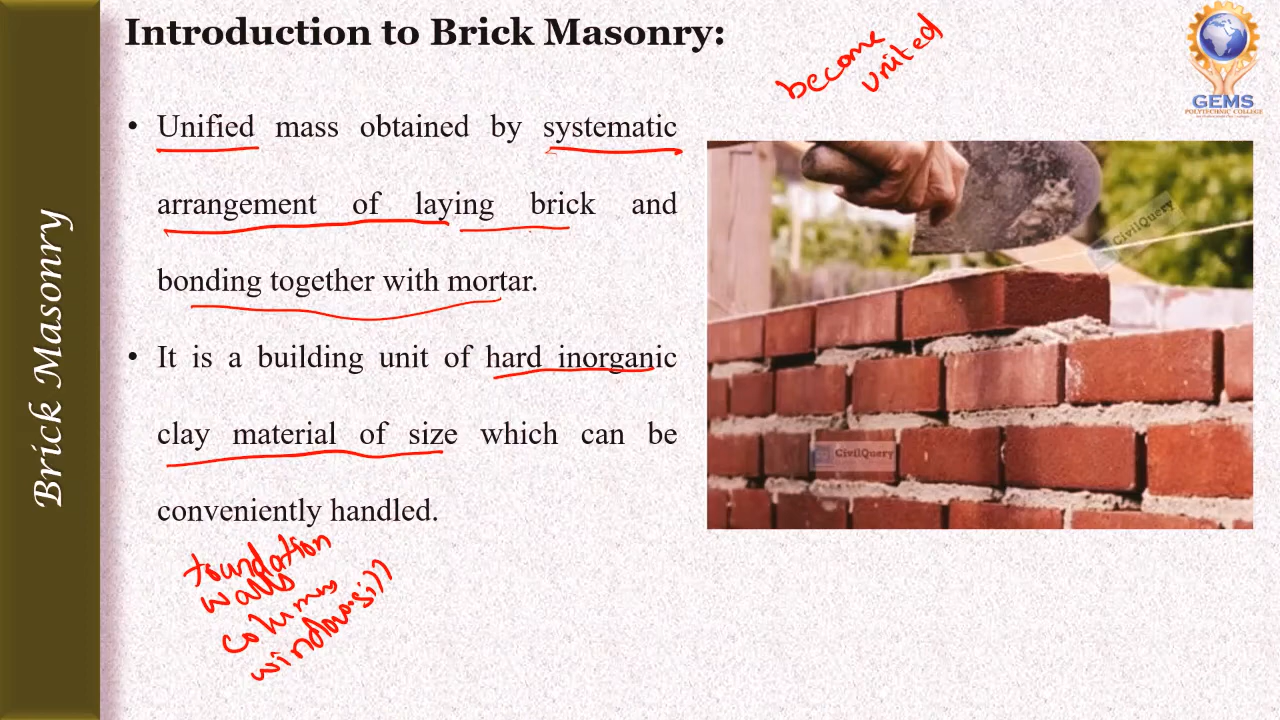 Introduction to Brick Masonry:
become
united
GEMS
POLYTECHNIC COLLEGE
• Unified mass obtained by systematic
arrangement of laying brick and
bonding together with mortar.
• It is a building unit of hard inorganic
clay material of size which can be
conveniently handled.
foundation
walls
columns
window sill
Brick Masonry
CivilQuery
CivilQuery